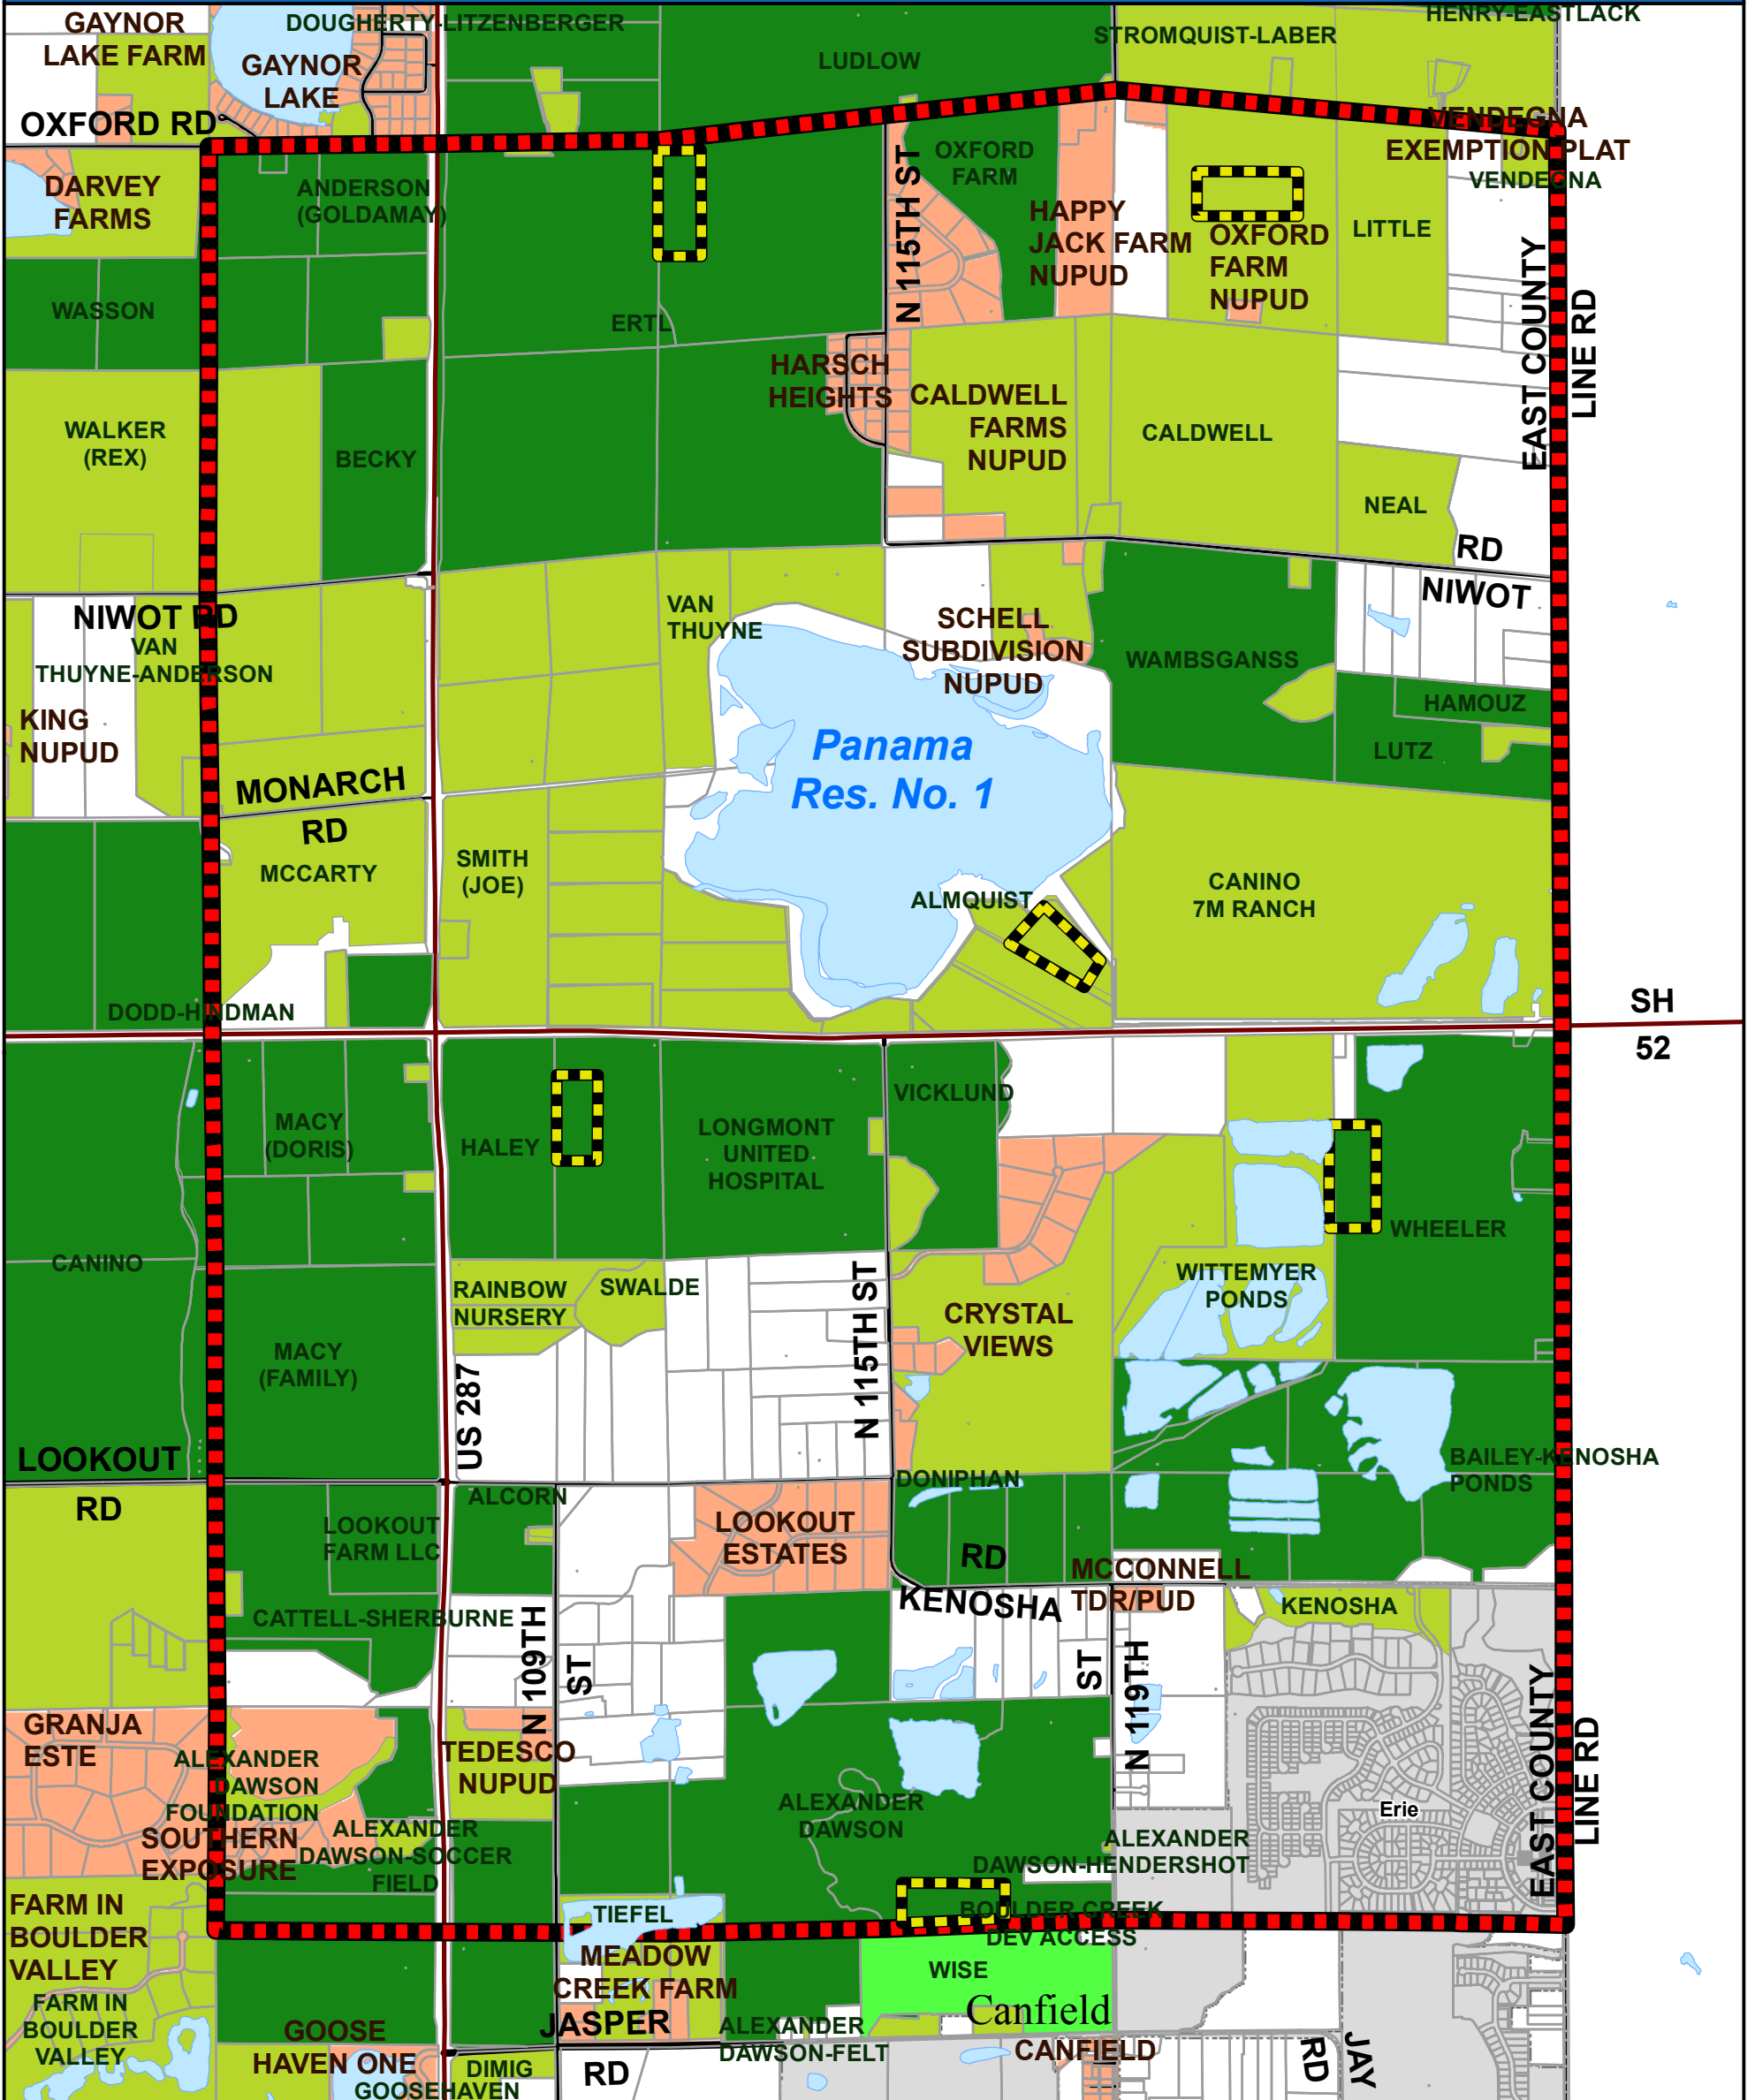 GAYNOR
LAKE FARM
DOUGHERTY-LITZENBERGER
GAYNOR
LAKE
LUDLOW
STROMQUIST-LABER
HENRY-EASTLACK
OXFORD RD
VENDEGNA
EXEMPTION PLAT
VENDEGNA
DARVEY
FARMS
ANDERSON
(GOLDAMAY)
N 115TH ST
OXFORD
FARM
HAPPY
JACK FARM
NUPUD
OXFORD
FARM
NUPUD
LITTLE
EAST COUNTY
LINE RD
WASSON
ERTL
HARSCH
HEIGHTS
CALDWELL
FARMS
NUPUD
CALDWELL
WALKER
(REX)
BECKY
NEAL
RD
NIWOT
NIWOT RD
VAN
THUYNE-ANDERSON
VAN
THUYNE
SCHELL
SUBDIVISION
NUPUD
WAMBSGANSS
HAMOUZ
LUTZ
KING
NUPUD
Panama
Res. No. 1
MONARCH
RD
MCCARTY
SMITH
(JOE)
ALMQUIST
CANINO
7M RANCH
DODD-HINDMAN
SH
52
MACY
(DORIS)
HALEY
LONGMONT
UNITED
HOSPITAL
VICKLUND
WHEELER
CANINO
RAINBOW
NURSERY
SWALDE
N 115TH ST
CRYSTAL
VIEWS
WITTEMYER
PONDS
MACY
(FAMILY)
US 287
LOOKOUT
RD
DONIPHAN
BAILEY-KENOSHA
PONDS
ALCORN
LOOKOUT
FARM LLC
LOOKOUT
ESTATES
RD
KENOSHA
MCCONNELL
TDR/PUD
KENOSHA
CATTELL-SHERBURNE
N 109TH
ST
ST
N 119TH
EAST COUNTY
LINE RD
GRANJA
ESTE
ALEXANDER
DAWSON
FOUNDATION
TEDESCO
NUPUD
ALEXANDER
DAWSON
Erie
SOUTHERN
EXPOSURE
ALEXANDER
DAWSON-SOCCER
FIELD
ALEXANDER
DAWSON-HENDERSHOT
FARM IN
BOULDER
VALLEY
TIEFEL
BOULDER CREEK
DEV ACCESS
MEADOW
CREEK FARM
WISE
FARM IN
BOULDER
VALLEY
GOOSE
HAVEN ONE
JASPER
RD
ALEXANDER
DAWSON-FELT
Canfield
CANFIELD
DIMIG
GOOSEHAVEN
RD
JAY